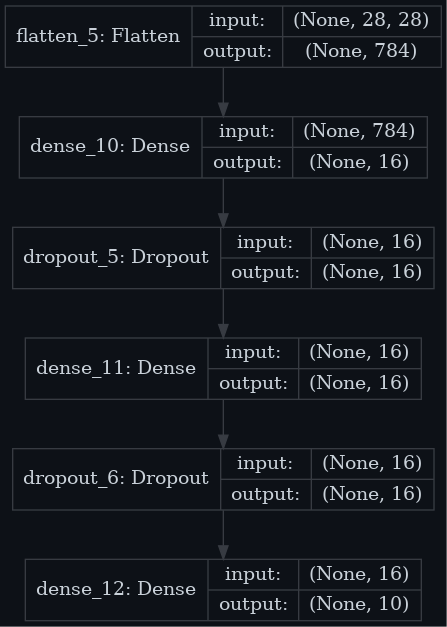 flatten_5: Flatten input: (None, 28, 28)
output: (None, 784)
dense_10: Dense input: (None, 784)
output: (None, 16)
dropout_5: Dropout input: (None, 16)
output: (None, 16)
dense_11: Dense input: (None, 16)
output: (None, 16)
dropout_6: Dropout input: (None, 16)
output: (None, 16)
dense_12: Dense input: (None, 16)
output: (None, 10)